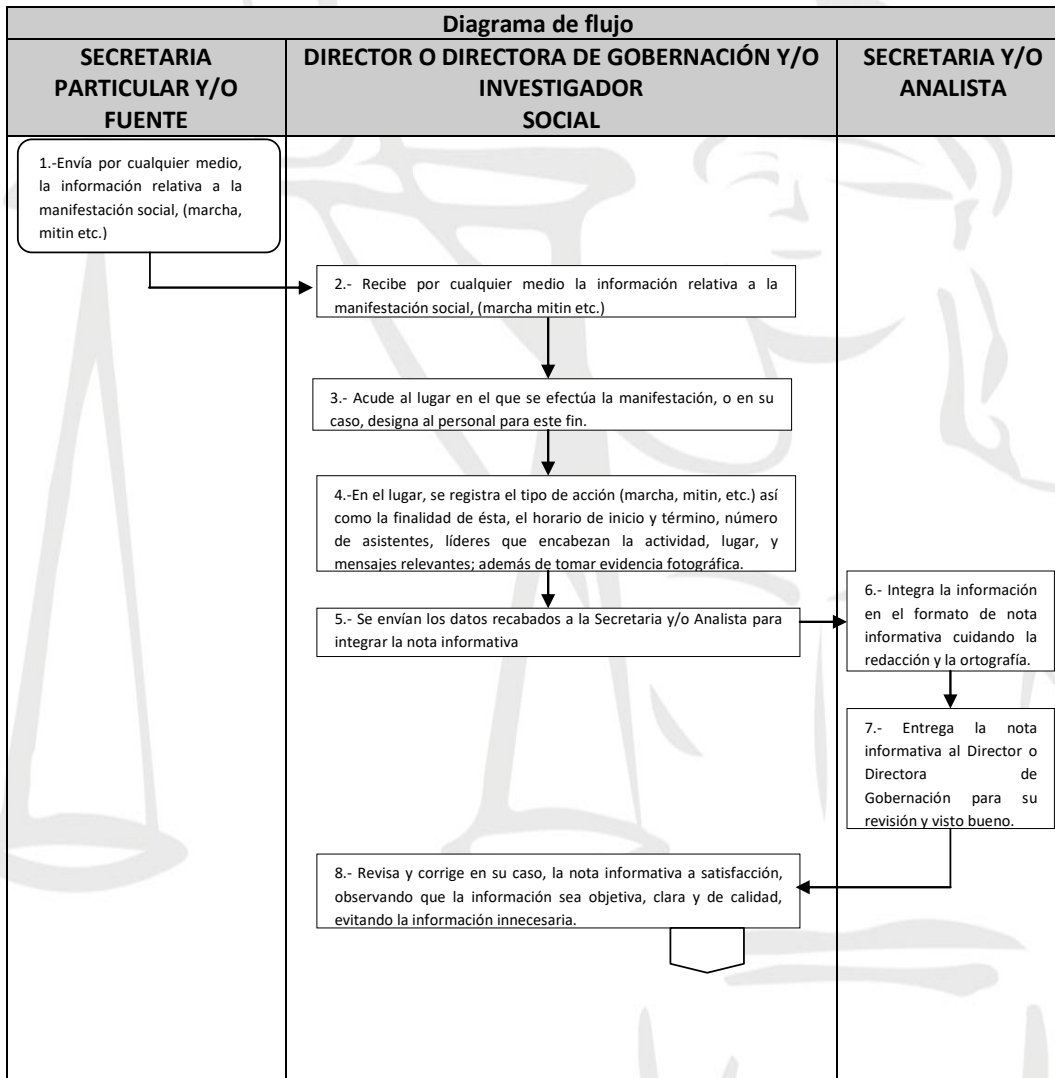 Diagrama de flujo
SECRETARIA
PARTICULAR Y/O
FUENTE
DIRECTOR O DIRECTORA DE GOBERNACIÓN Y/O
INVESTIGADOR
SOCIAL
SECRETARIA Y/O
ANALISTA
1.-Envía por cualquier medio,
la información relativa a la
manifestación social, (marcha,
mitin etc.)
2.- Recibe por cualquier medio la información relativa a la
manifestación social, (marcha mitin etc.)
3.- Acude al lugar en el que se efectúa la manifestación, o en su
caso, designa al personal para este fin.
4.-En el lugar, se registra el tipo de acción (marcha, mitin, etc.) así
como la finalidad de ésta, el horario de inicio y término, número
de asistentes, líderes que encabezan la actividad, lugar, y
mensajes relevantes; además de tomar evidencia fotográfica.
5.- Se envían los datos recabados a la Secretaria y/o Analista para
integrar la nota informativa
6.- Integra la información
en el formato de nota
informativa cuidando la
redacción y la ortografía.
7.- Entrega la nota
informativa al Director o
Directora de
Gobernación para su
revisión y visto bueno.
8.- Revisa y corrige en su caso, la nota informativa a satisfacción,
observando que la información sea objetiva, clara y de calidad,
evitando la información innecesaria.